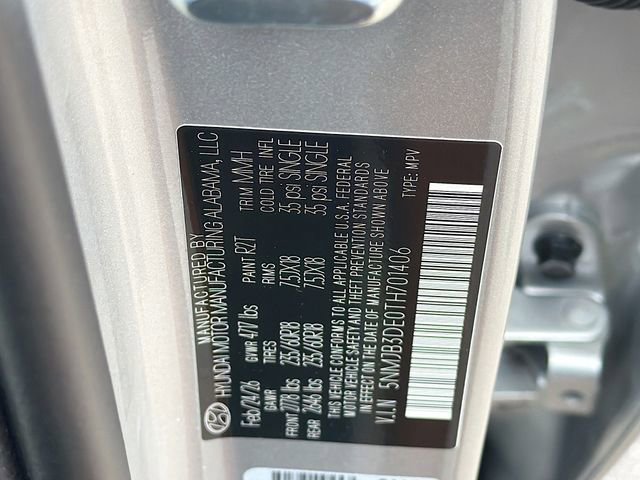 MANUFACTURED BY
HYUNDAI MOTOR MANUFACTURING ALABAMA, LLC
Feb/24/26 GVWR 4717 lbs PAINT R2T TRIM MMH
GAWR TIRES RIMS COLD TIRE INFL
FRONT 2778 lbs 235/60R18 7.5JX18 35 psi SINGLE
REAR 2646 lbs 235/60R18 7.5JX18 35 psi SINGLE
THIS VEHICLE CONFORMS TO ALL APPLICABLE U.S.A. FEDERAL
MOTOR VEHICLE SAFETY AND THEFT PREVENTION
STANDARDS IN EFFECT ON THE DATE OF MANUFACTURE SHOWN ABOVE
V.I.N 5NMJB3DE0TH701406 TYPE: MPV